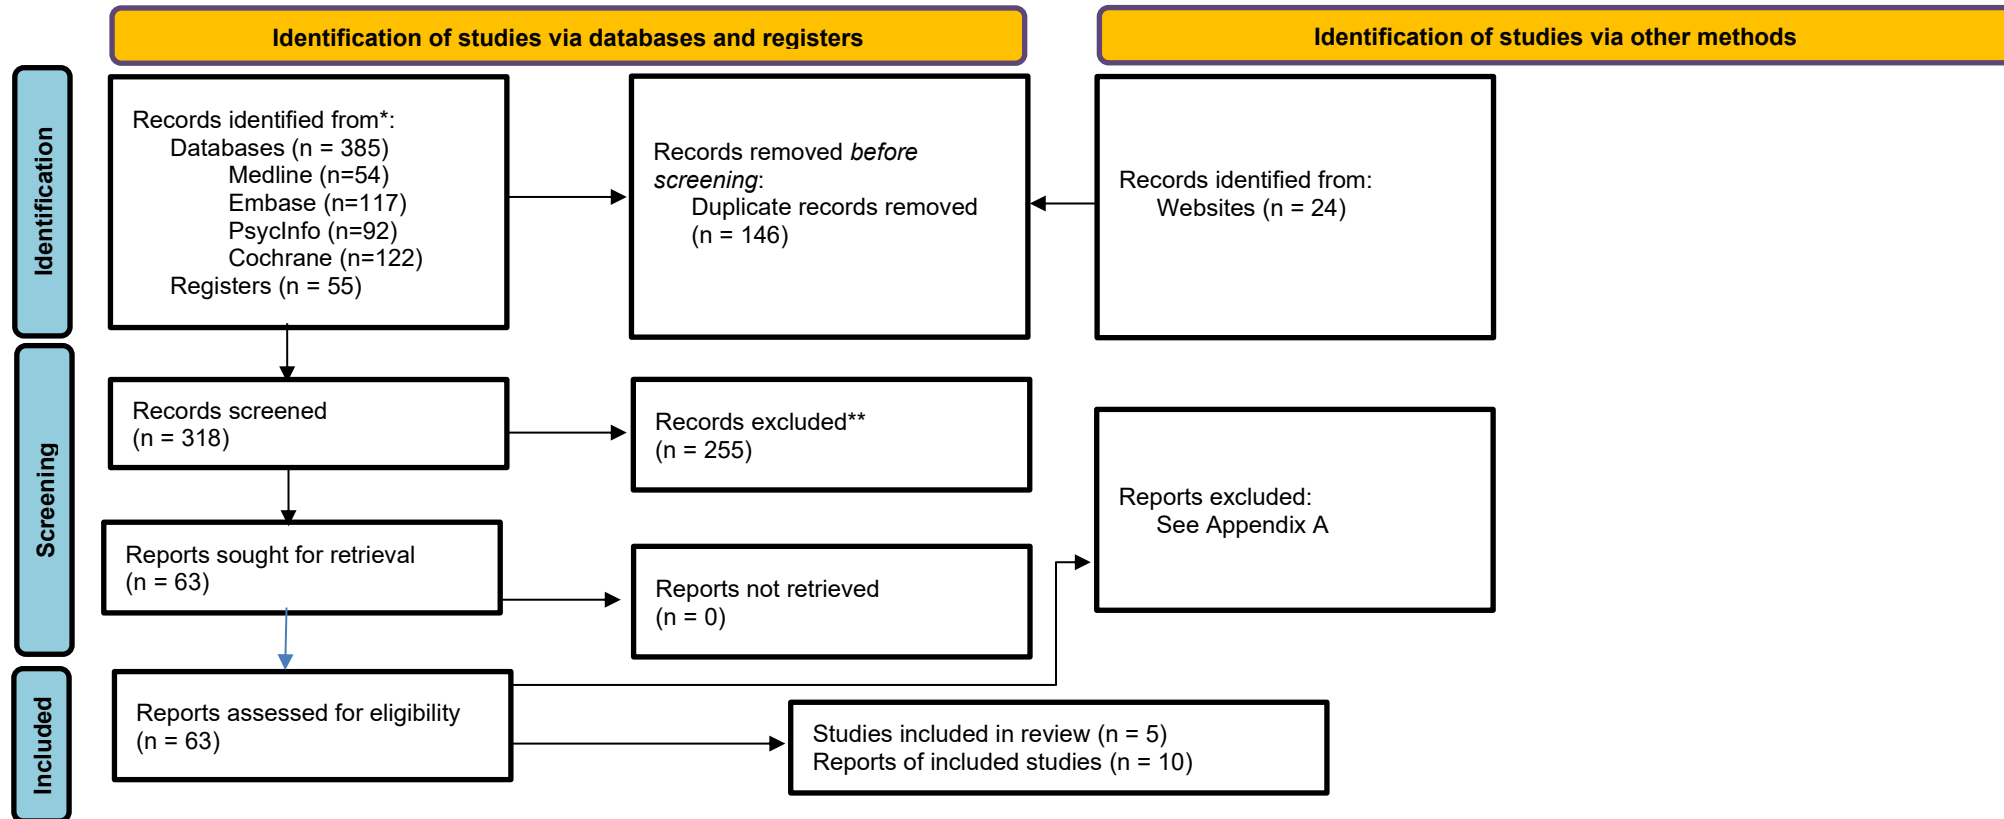 Identification of studies via databases and registers
Identification of studies via other methods
Identification
Records identified from*:
Databases (n = 385)
Medline (n=54)
Embase (n=117)
PsycInfo (n=92)
Cochrane (n=122)
Registers (n = 55)
Records removed before
screening:
Duplicate records removed
(n = 146)
Records identified from:
Websites (n = 24)
Screening
Records screened
(n = 318)
Records excluded**
(n = 255)
Reports sought for retrieval
(n = 63)
Reports not retrieved
(n = 0)
Reports excluded:
See Appendix A
Included
Reports assessed for eligibility
(n = 63)
Studies included in review (n = 5)
Reports of included studies (n = 10)